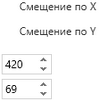 Смещение по X
Смещение по Y
420
69